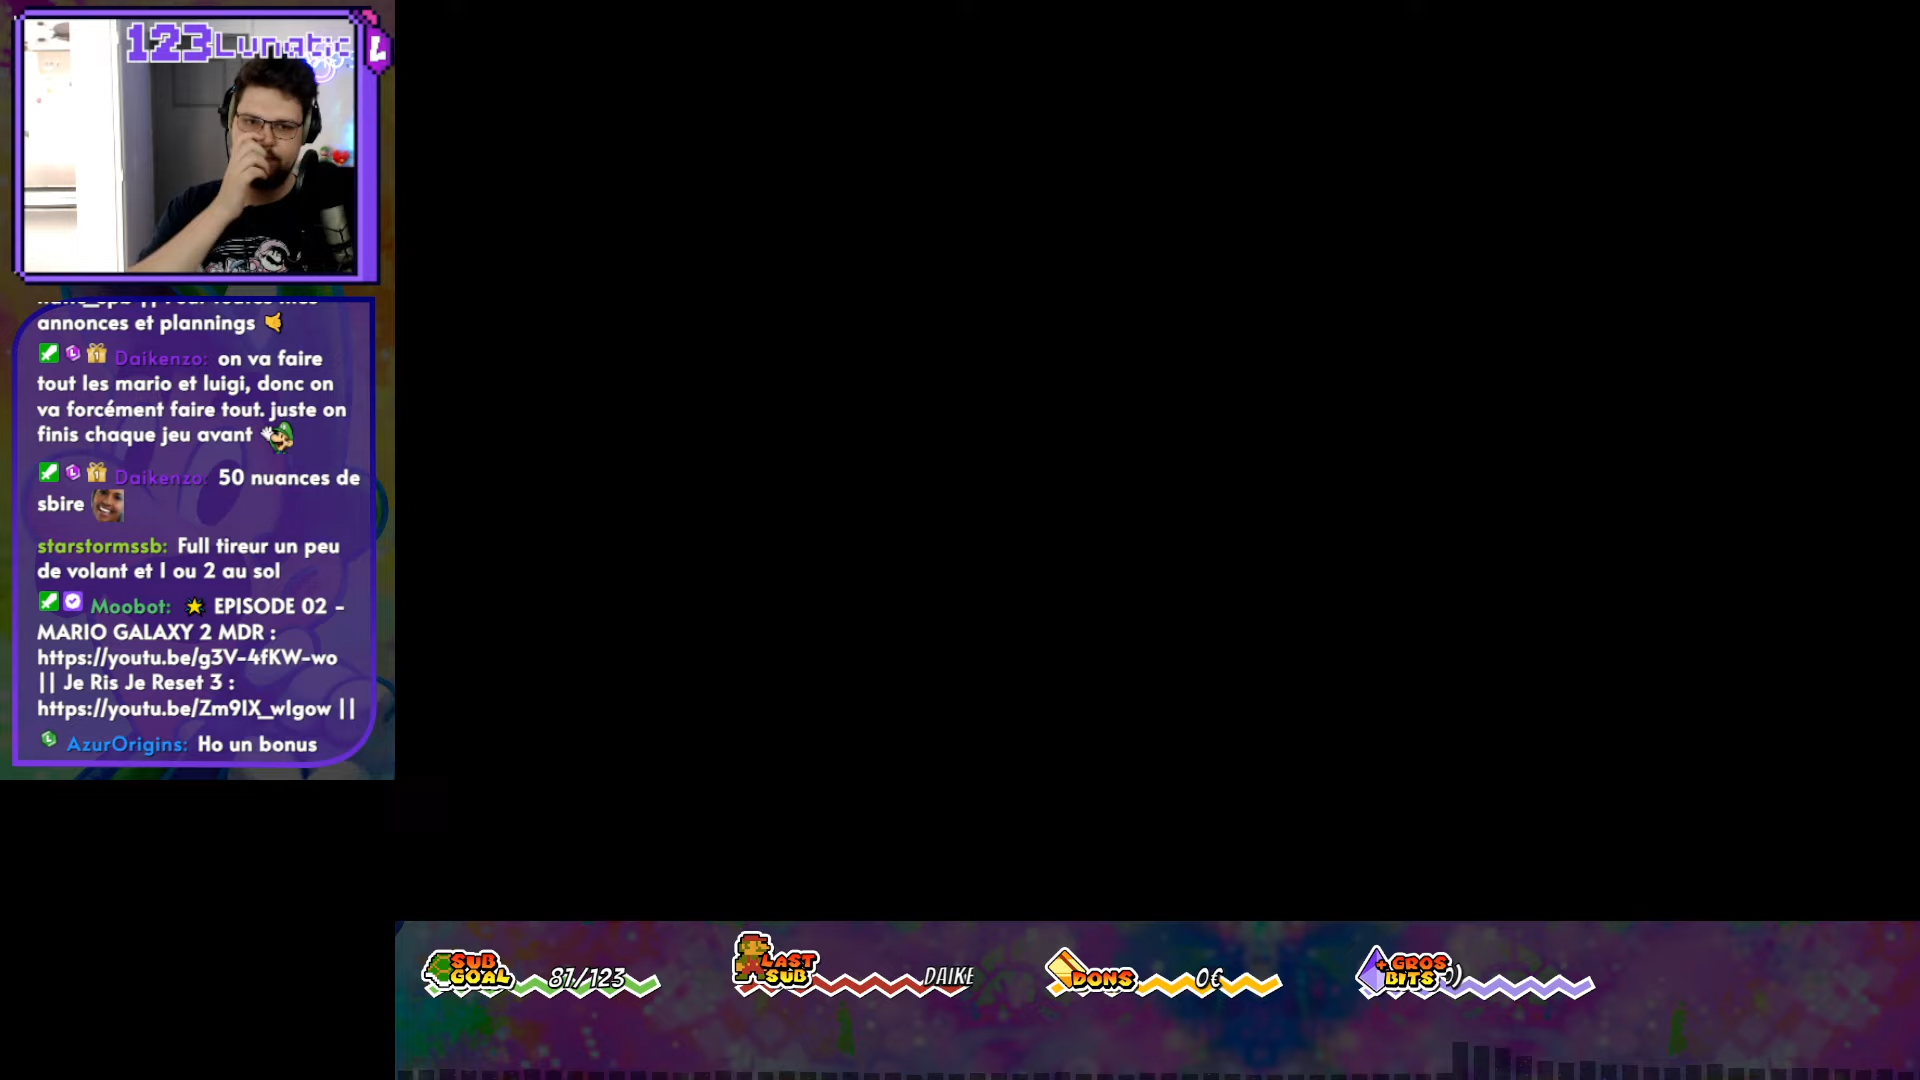 123Lunatic
annonces et plannings
Daikenzo: on va faire
tout les mario et luigi, donc on
va forcément faire tout. juste on
finis chaque jeu avant
Daikenzo: 50 nuances de
sbire
starstormssb: Full tireur un peu
de volant et 1 ou 2 au sol
Moobot: EPISODE 02 -
MARIO GALAXY 2 MDR :
https://youtu.be/g3V-4fKW-wo
|| Je Ris Je Reset 3 :
https://youtu.be/Zm9IX_wIgow ||
AzurOrigins: Ho un bonus
SUB GOAL 81/123
LAST SUB DAIKE
DONS 0€
+ GROS BITS 0)